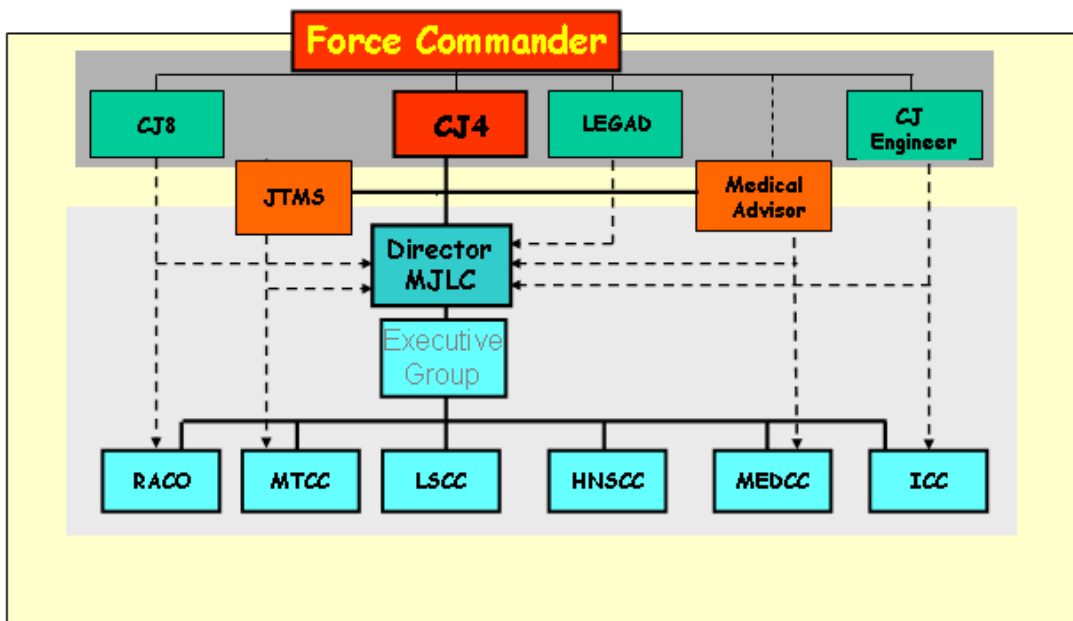 Force Commander
CJ8
CJ4
LEGAD
CJ
Engineer
JTMS
Medical
Advisor
Director
MJLC
Executive
Group
RACO
MTCC
LSCC
HNSCC
MEDCC
ICC